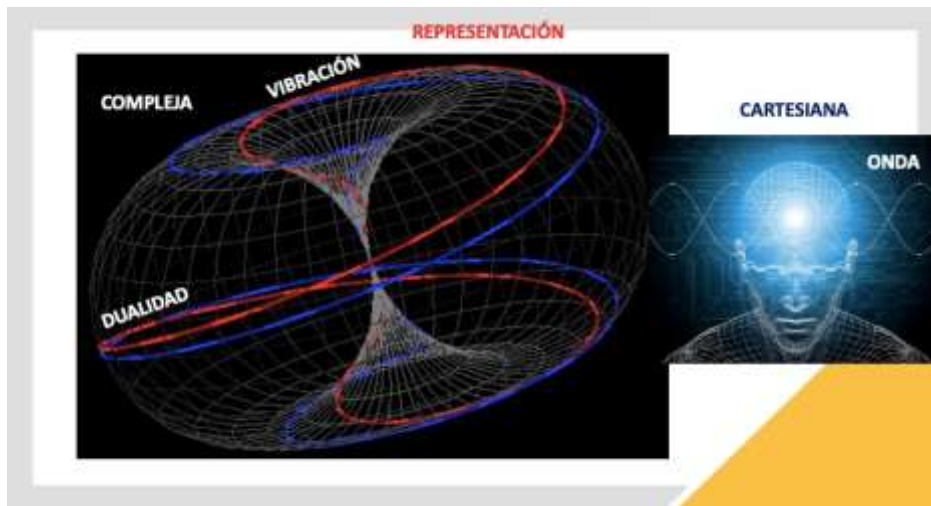 REPRESENTACIÓN
VIBRACIÓN
COMPLEJA
CARTESIANA
ONDA
DUALIDAD